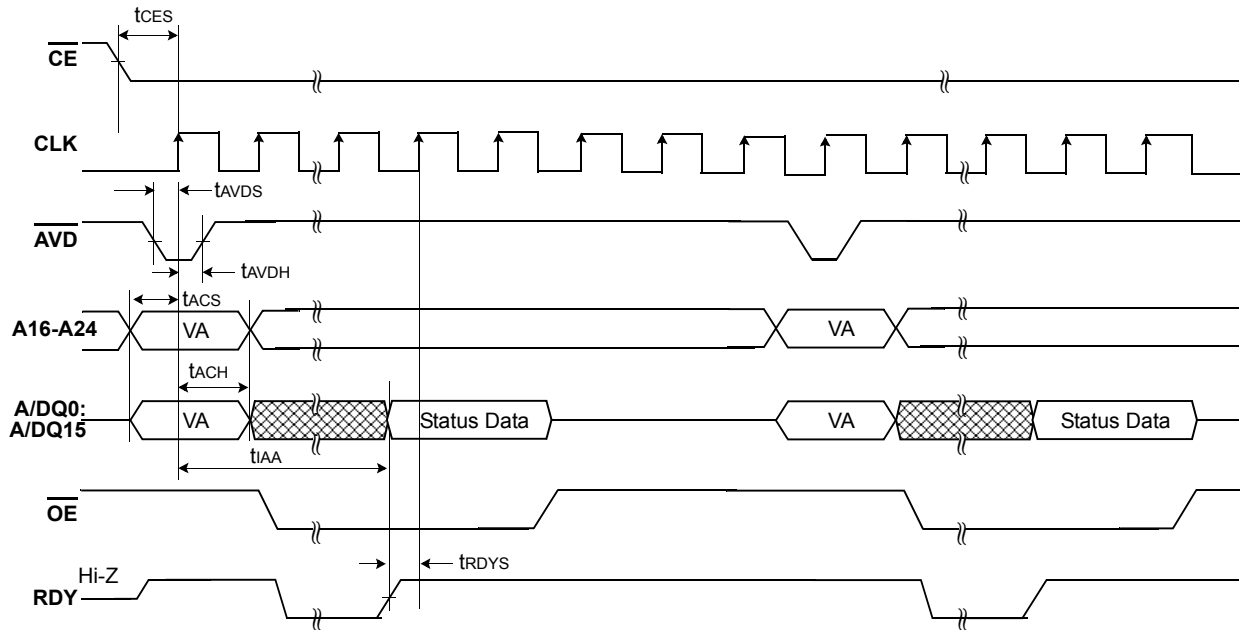 tCES
CE
CLK
tAVDS
AVD
tAVDH
tACS
A16-A24
VA
VA
tACH
A/DQ0:
A/DQ15
VA
Status Data
VA
Status Data
tIAA
OE
tRDYS
Hi-Z
RDY